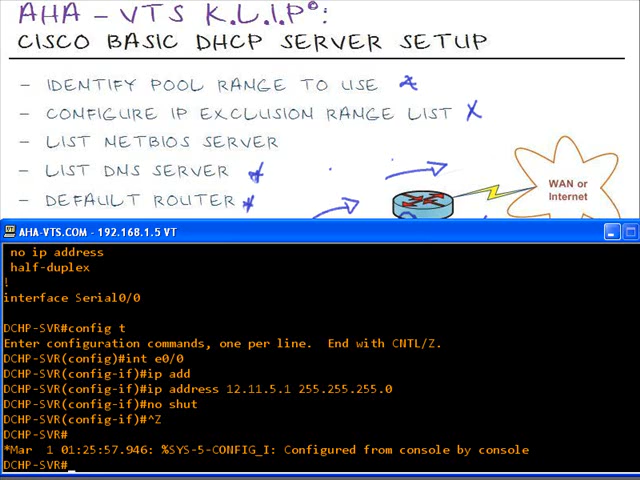 AHA - VTS K.L.I.P©:
CISCO BASIC DHCP SERVER SETUP
- IDENTIFY POOL RANGE TO USE
- CONFIGURE IP EXCLUSION RANGE LIST
- LIST NETBIOS SERVER
- LIST DNS SERVER
- DEFAULT ROUTER
WAN or
Internet
AHA-VTS.COM - 192.168.1.5 VT
no ip address
half-duplex
!
interface Serial0/0
DCHP-SVR#config t
Enter configuration commands, one per line. End with CNTL/Z.
DCHP-SVR(config)#int e0/0
DCHP-SVR(config-if)#ip add
DCHP-SVR(config-if)#ip address 12.11.5.1 255.255.255.0
DCHP-SVR(config-if)#no shut
DCHP-SVR(config-if)#^Z
DCHP-SVR#
*Mar 1 01:25:57.946: %SYS-5-CONFIG_I: Configured from console by console
DCHP-SVR#_